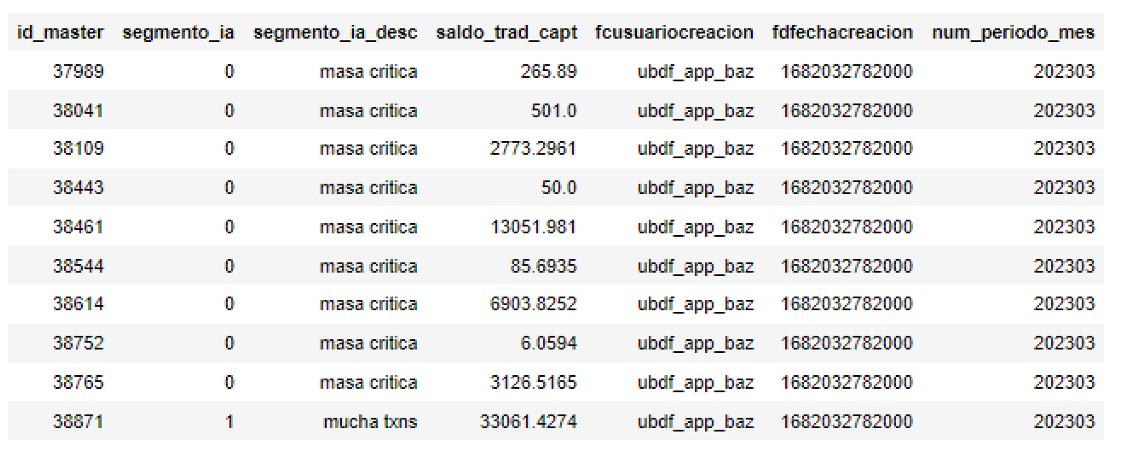 id_master segmento_ia segmento_ia_desc saldo_trad_capt fcusuariocreacion fdfechacreacion num_periodo_mes
37989 0 masa critica 265.89 ubdf_app_baz 1682032782000 202303
38041 0 masa critica 501.0 ubdf_app_baz 1682032782000 202303
38109 0 masa critica 2773.2961 ubdf_app_baz 1682032782000 202303
38443 0 masa critica 50.0 ubdf_app_baz 1682032782000 202303
38461 0 masa critica 13051.981 ubdf_app_baz 1682032782000 202303
38544 0 masa critica 85.6935 ubdf_app_baz 1682032782000 202303
38614 0 masa critica 6903.8252 ubdf_app_baz 1682032782000 202303
38752 0 masa critica 6.0594 ubdf_app_baz 1682032782000 202303
38765 0 masa critica 3126.5165 ubdf_app_baz 1682032782000 202303
38871 1 mucha txns 33061.4274 ubdf_app_baz 1682032782000 202303